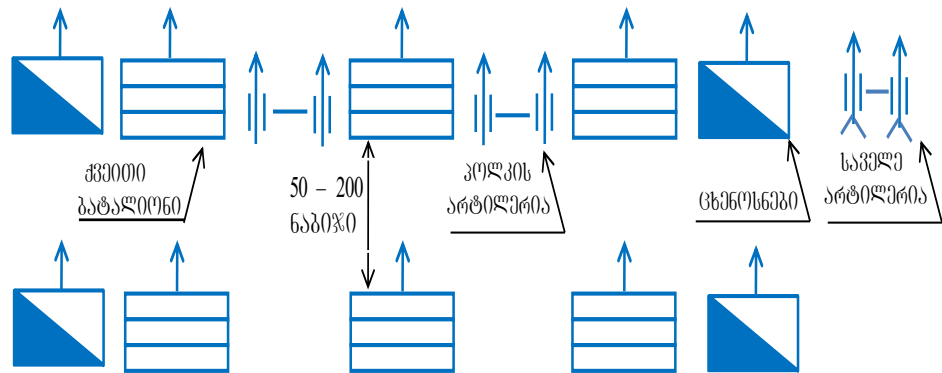 ქვეითი
ბატალიონი
50 – 200
ნაბიჯი
პოლკის
არტილერია
ცხენოსნები
საველე
არტილერია